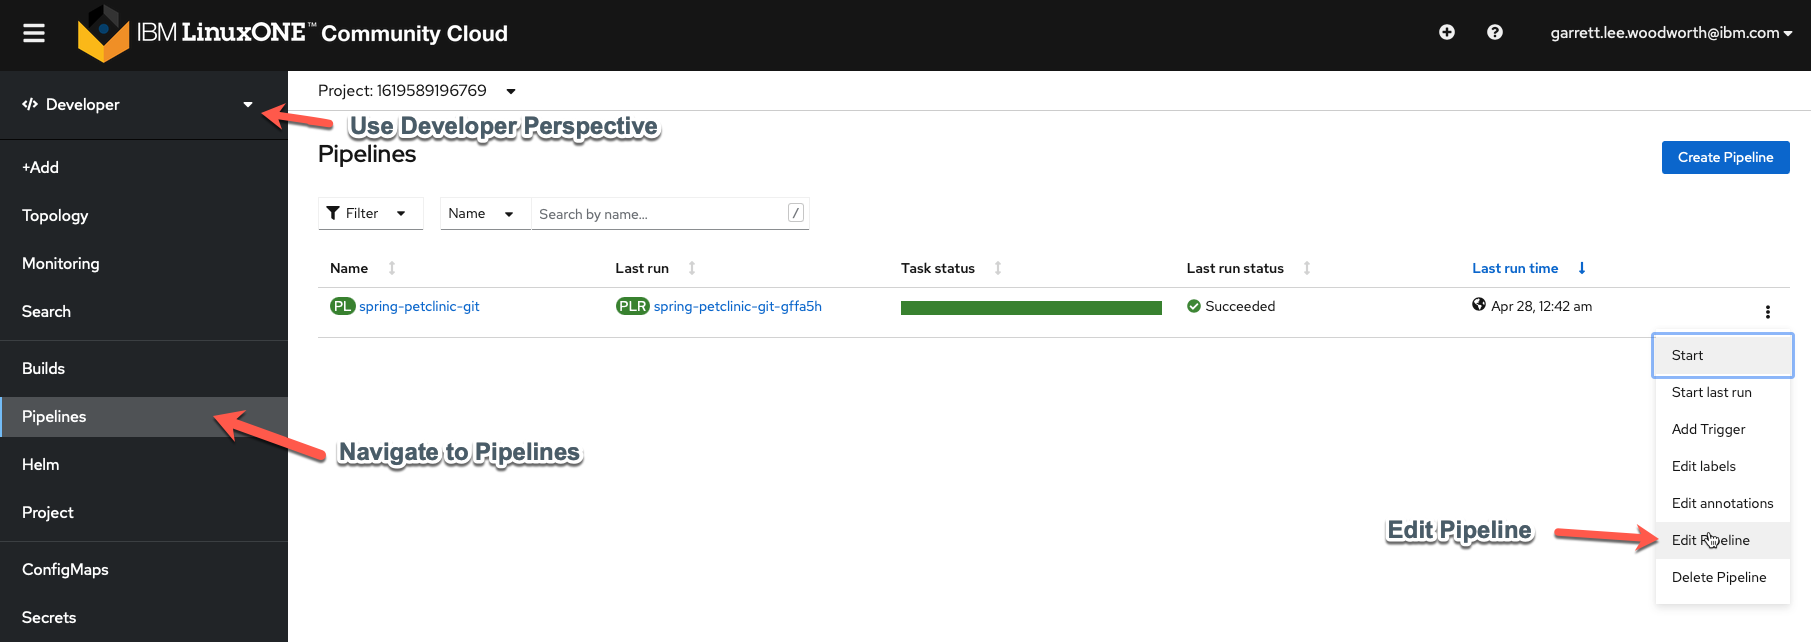 IBM LinuxONE™ Community Cloud
garrett.lee.woodworth@ibm.com
Developer
Project: 1619589196769
Use Developer Perspective
Pipelines
Create Pipeline
+Add
Topology
Monitoring
Search
Builds
Pipelines
Helm
Project
ConfigMaps
Secrets
Filter
Name
Search by name...
/
Name Last run Task status Last run status Last run time
PL spring-petclinic-git PLR spring-petclinic-git-gffa5h Succeeded Apr 28, 12:42 am
Start
Start last run
Add Trigger
Edit labels
Edit annotations
Edit Pipeline
Delete Pipeline
Navigate to Pipelines
Edit Pipeline